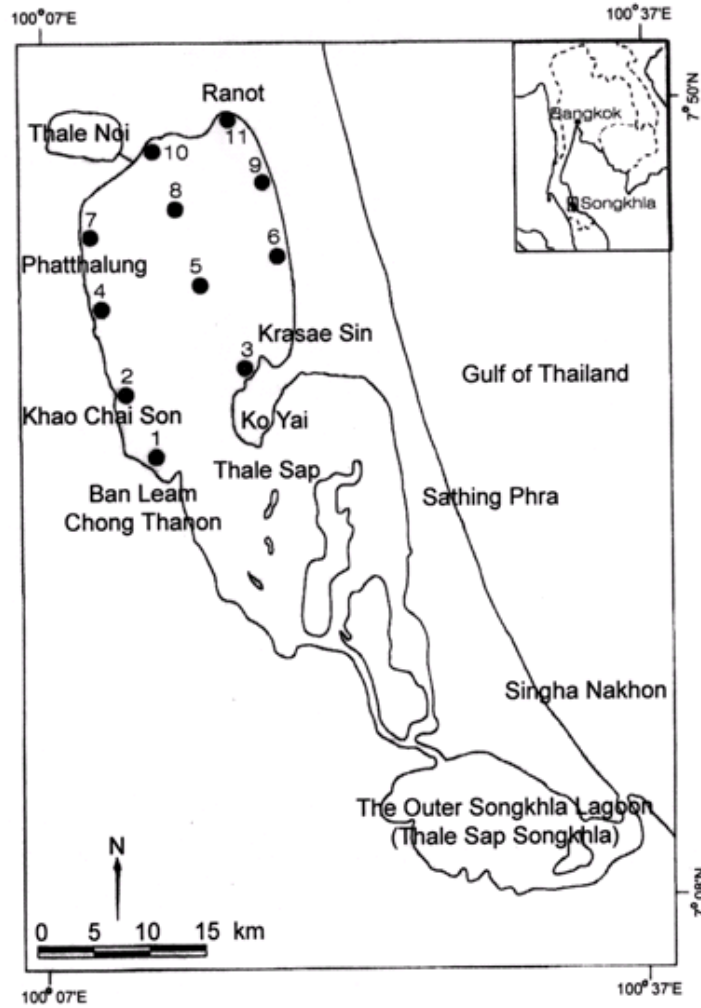 100°07'E
100°37'E
7°50'N
Ranot
Bangkok
Songkhla
Thale Noi
10
11
9
8
7
6
Phatthalung
5
4
Krasae Sin
3
Gulf of Thailand
2
Khao Chai Son
Ko Yai
1
Thale Sap
Ban Leam
Chong Thanon
Sathing Phra
Singha Nakhon
The Outer Songkhla Lagoon
(Thale Sap Songkhla)
N
0 5 10 15 km
7°08'N
100°07'E
100°37'E